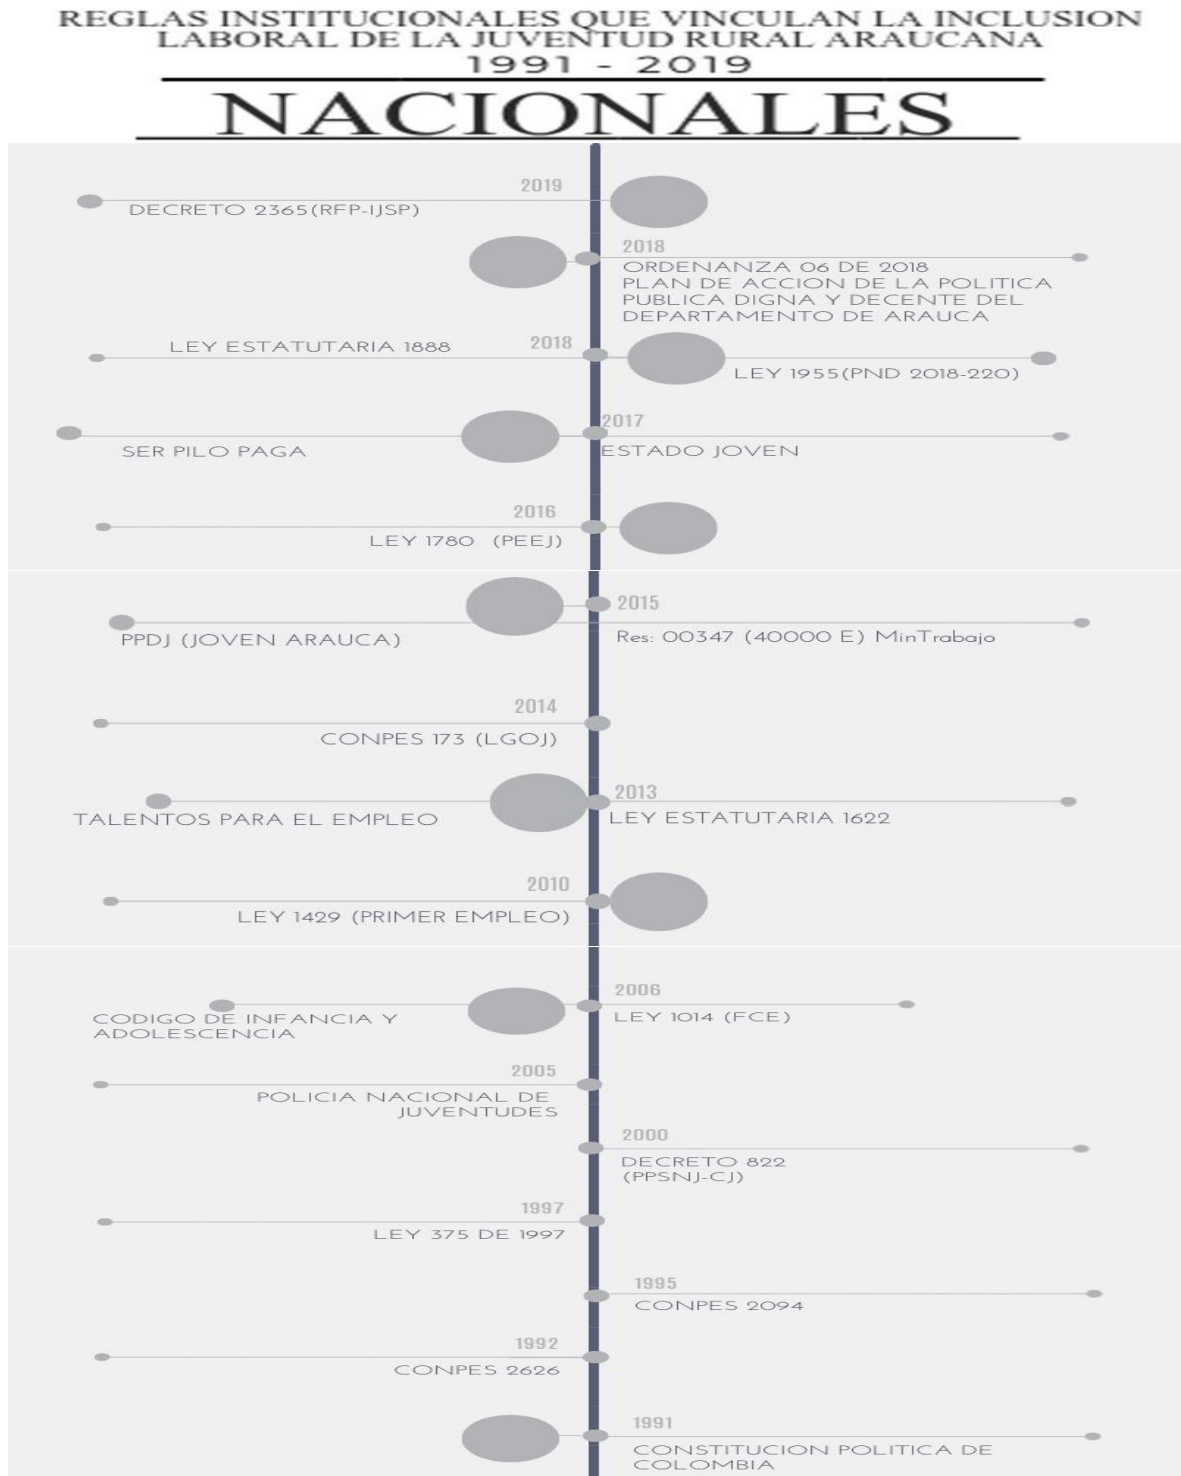 REGLAS INSTITUCIONALES QUE VINCULAN LA INCLUSION
LABORAL DE LA JUVENTUD RURAL ARAUCANA
1991 - 2019
NACIONALES
2019
DECRETO 2365(RFP-IJSP)
2018
ORDENANZA 06 DE 2018
PLAN DE ACCION DE LA POLITICA
PUBLICA DIGNA Y DECENTE DEL
DEPARTAMENTO DE ARAUCA
LEY ESTATUTARIA 1888
2018
LEY 1955(PND 2018-220)
2017
SER PILO PAGA
ESTADO JOVEN
2016
LEY 1780 (PEEJ)
2015
PPDJ (JOVEN ARAUCA)
Res: 00347 (40000 E) MinTrabajo
2014
CONPES 173 (LGOJ)
2013
TALENTOS PARA EL EMPLEO
LEY ESTATUTARIA 1622
2010
LEY 1429 (PRIMER EMPLEO)
2006
CODIGO DE INFANCIA Y
ADOLESCENCIA
LEY 1014 (FCE)
2005
POLICIA NACIONAL DE
JUVENTUDES
2000
DECRETO 822
(PPSNJ-CJ)
1997
LEY 375 DE 1997
1995
CONPES 2094
1992
CONPES 2626
1991
CONSTITUCION POLITICA DE
COLOMBIA